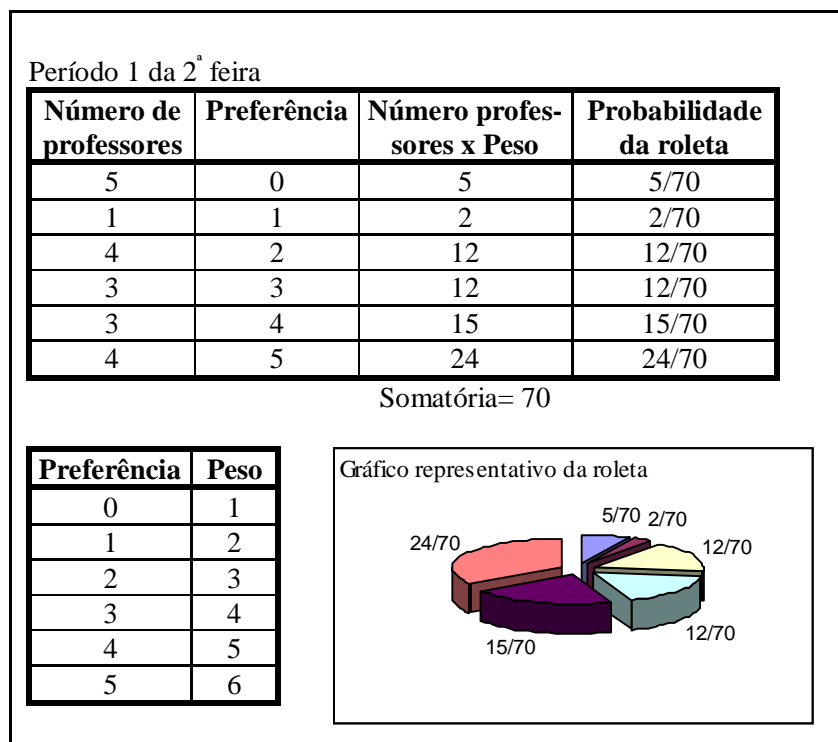 Período 1 da 2ª feira
Número de professores Preferência Número profes-sores x Peso Probabilidade da roleta
5 0 5 5/70
1 1 2 2/70
4 2 12 12/70
3 3 12 12/70
3 4 15 15/70
4 5 24 24/70
Somatória= 70
Preferência Peso
0 1
1 2
2 3
3 4
4 5
5 6
Gráfico representativo da roleta
5/70 2/70
24/70 12/70
15/70 12/70